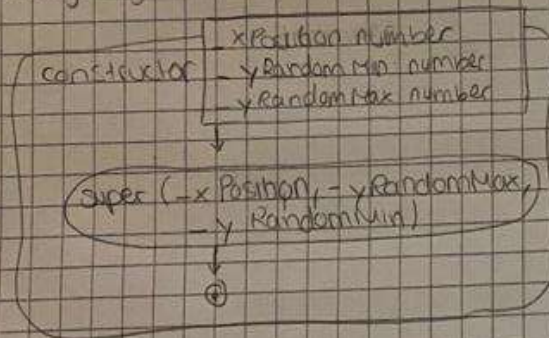 _xPosition number
constructor _yRandomMin number
_yRandomMax number
super (_xPosition, _yRandomMax,
_yRandomMin)